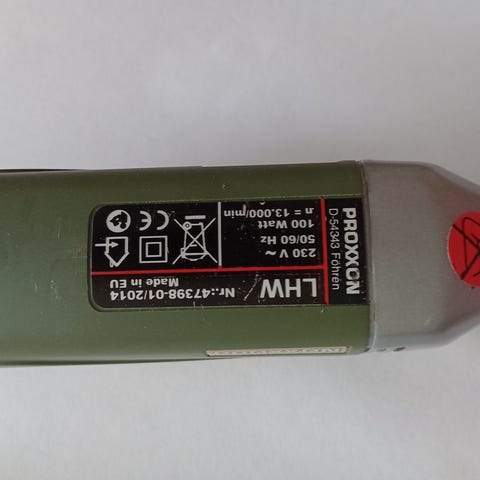 PROXXON
D-54343 Föhren
LHW
Nr.:47398-01/2014
Made in EU
230 V ~
50/60 Hz
100 Watt
n = 13.000/min
CE